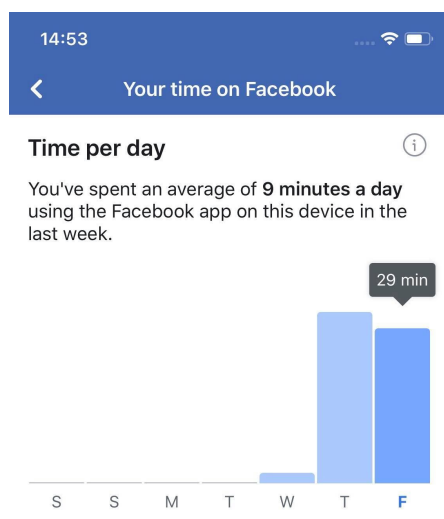 14:53
Your time on Facebook
Time per day
You've spent an average of 9 minutes a day
using the Facebook app on this device in the
last week.
29 min
S S M T W T F